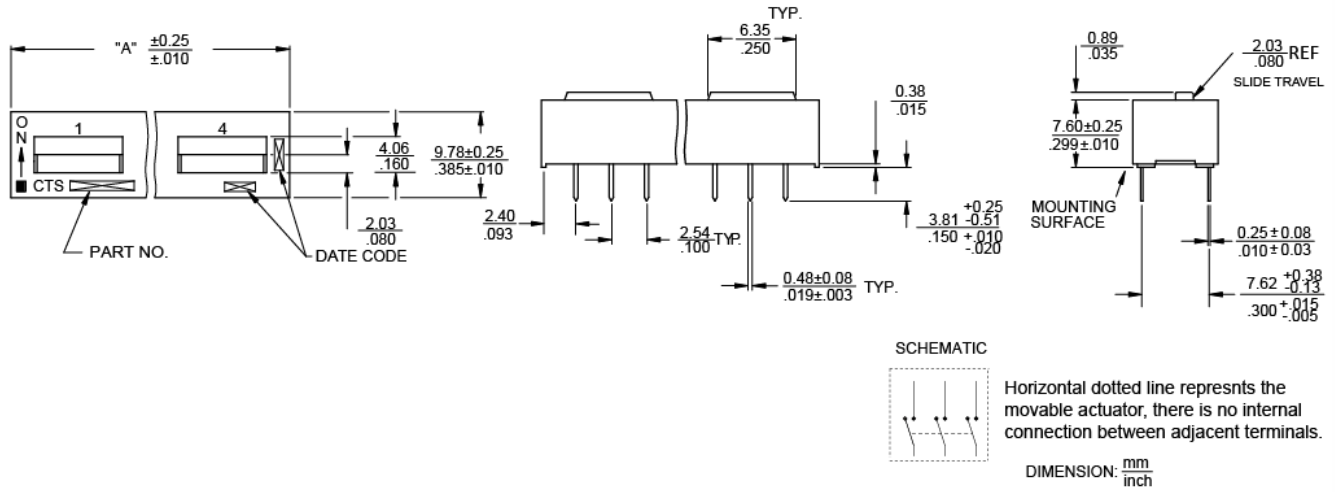 "A" ±0.25
±.010
O
N
1
4
CTS
4.06
.160
9.78±0.25
.385±.010
2.03
.080
PART NO.
DATE CODE
TYP.
6.35
.250
0.38
.015
2.40
.093
2.54
.100
TYP.
0.48±0.08
.019±.003
TYP.
+0.25
3.81 -0.51
.150 +.010
-.020
0.89
.035
2.03
.080
REF
SLIDE TRAVEL
7.60±0.25
.299±.010
MOUNTING
SURFACE
0.25±0.08
.010±0.03
7.62 +0.38
-0.13
.300 +.015
-.005
SCHEMATIC
Horizontal dotted line represnts the
movable actuator, there is no internal
connection between adjacent terminals.
DIMENSION: mm
inch